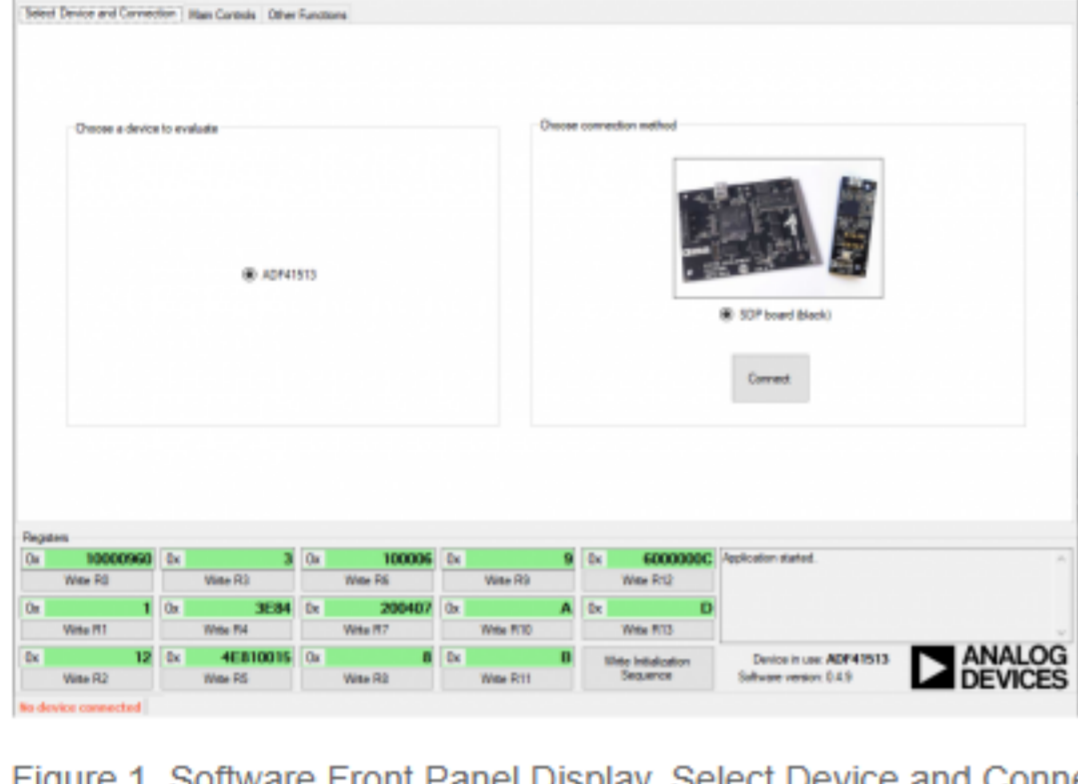 Select Device and Connection Main Controls Other Functions
Choose a device to evaluate
Choose connection method
ADF41513
SDP board (black)
Connect
Registers
0x 10000960 0x 3 0x 100006 0x 9 0x 6000000C Application started.
Write R0 Write R3 Write R6 Write R9 Write R12
0x 1 0x 3E84 0x 200407 0x A 0x D
Write R1 Write R4 Write R7 Write R10 Write R13
0x 12 0x 4E810015 0x 8 0x B Write Initialization Sequence Device in use: ADF41513 ANALOG
Write R2 Write R5 Write R8 Write R11 Software version: 0.4.9 DEVICES
No device connected
Figure 1. Software Front Panel Display, Select Device and Conne